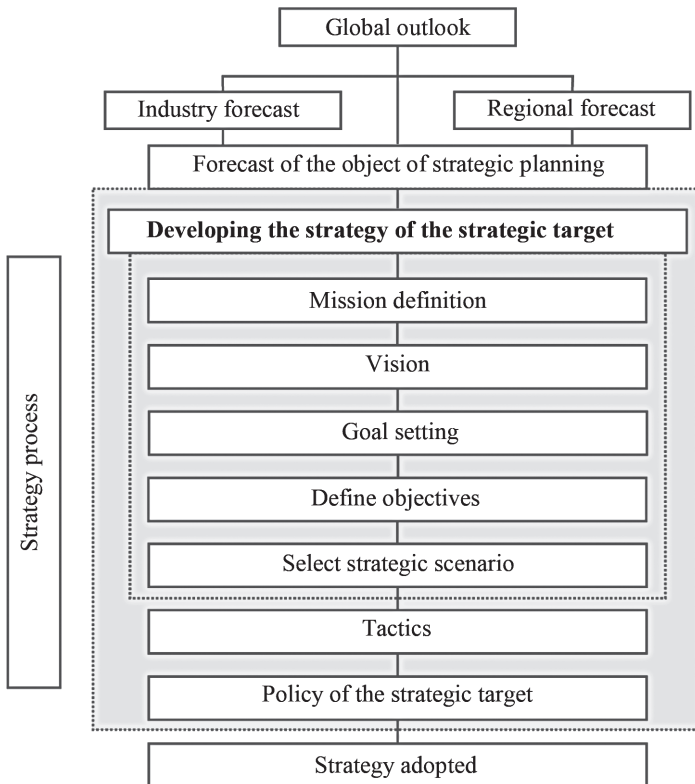 Global outlook
Industry forecast
Regional forecast
Forecast of the object of strategic planning
Developing the strategy of the strategic target
Strategy process
Mission definition
Vision
Goal setting
Define objectives
Select strategic scenario
Tactics
Policy of the strategic target
Strategy adopted